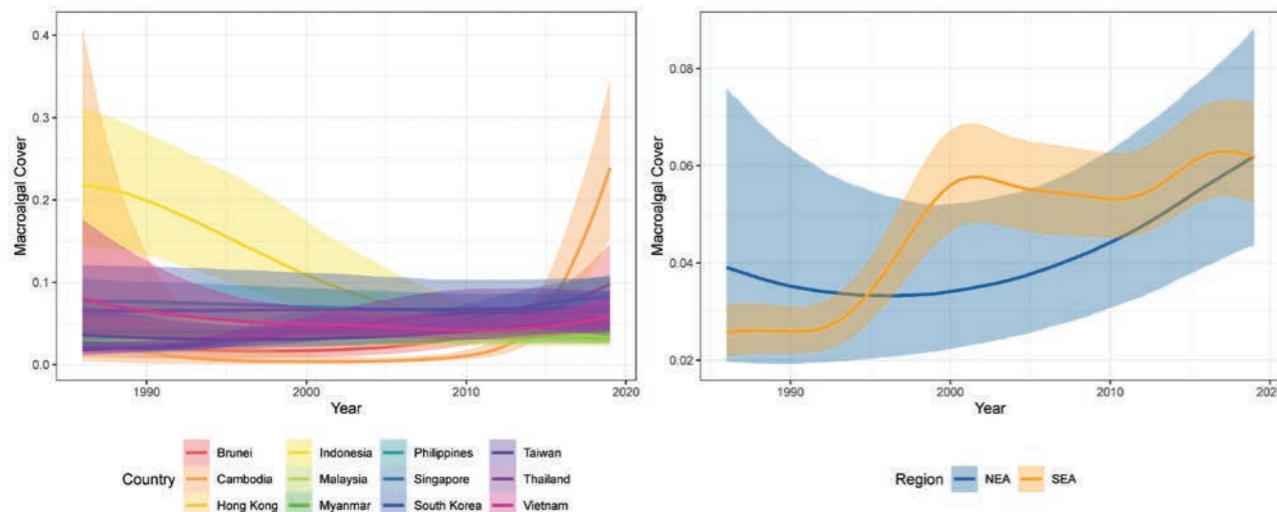 0.4
0.3
0.2
0.1
0.0
Macroalgal Cover
1990 2000 2010 2020
Year
Country
Brunei Indonesia Philippines Taiwan
Cambodia Malaysia Singapore Thailand
Hong Kong Myanmar South Korea Vietnam
0.08
0.06
0.04
0.02
Macroalgal Cover
1990 2000 2010 202
Year
Region NEA SEA